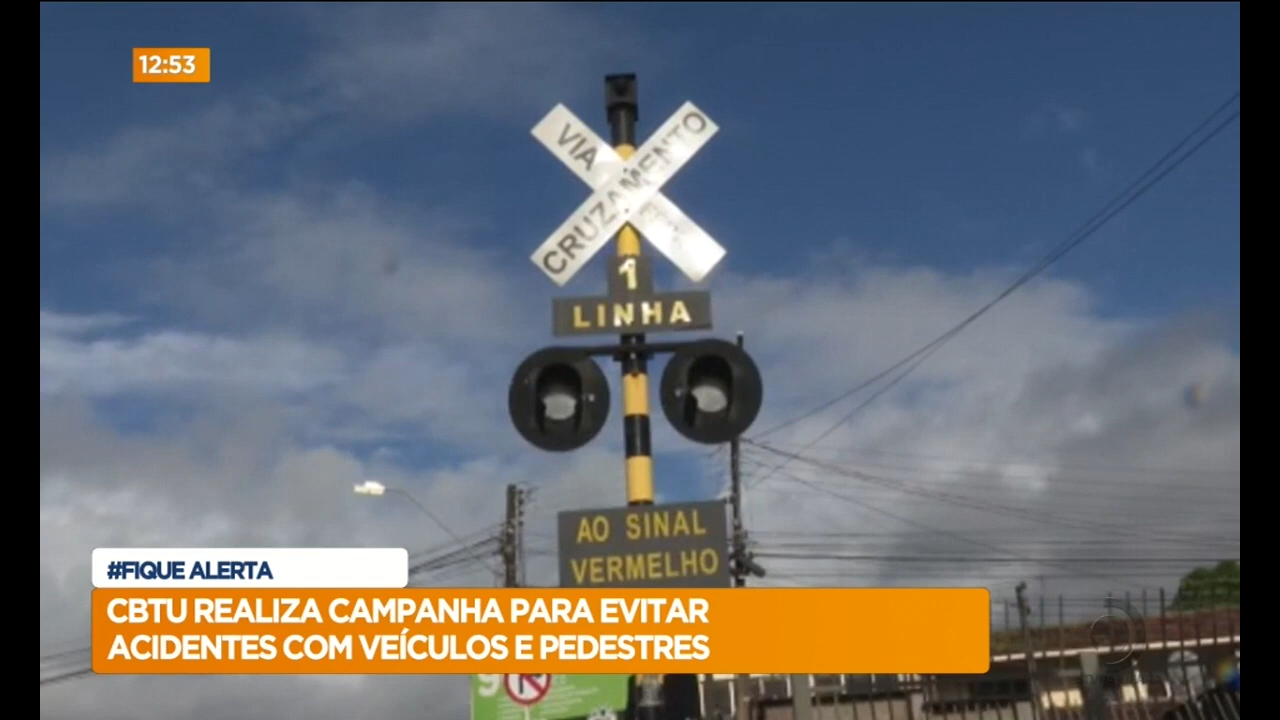 12:53
VIA
CRUZAMENTO
1
LINHA
AO SINAL
VERMELHO
#FIQUE ALERTA
CBTU REALIZA CAMPANHA PARA EVITAR
ACIDENTES COM VEÍCULOS E PEDESTRES
9